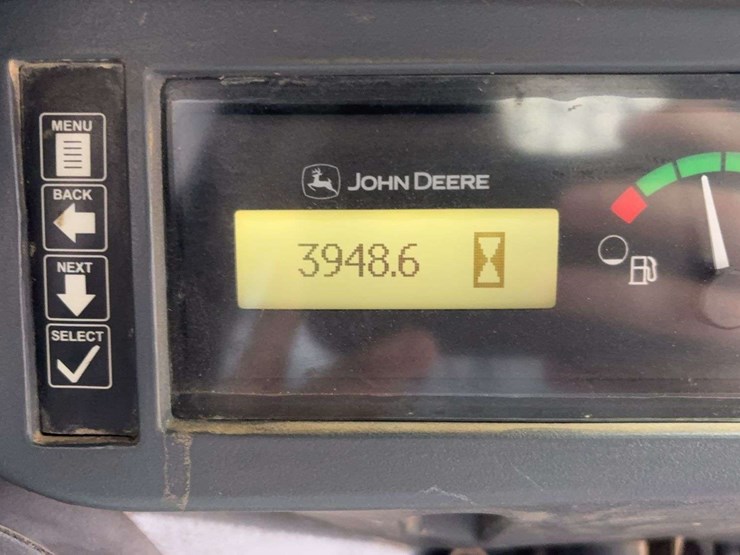 MENU
BACK
NEXT
SELECT
JOHN DEERE
3948.6